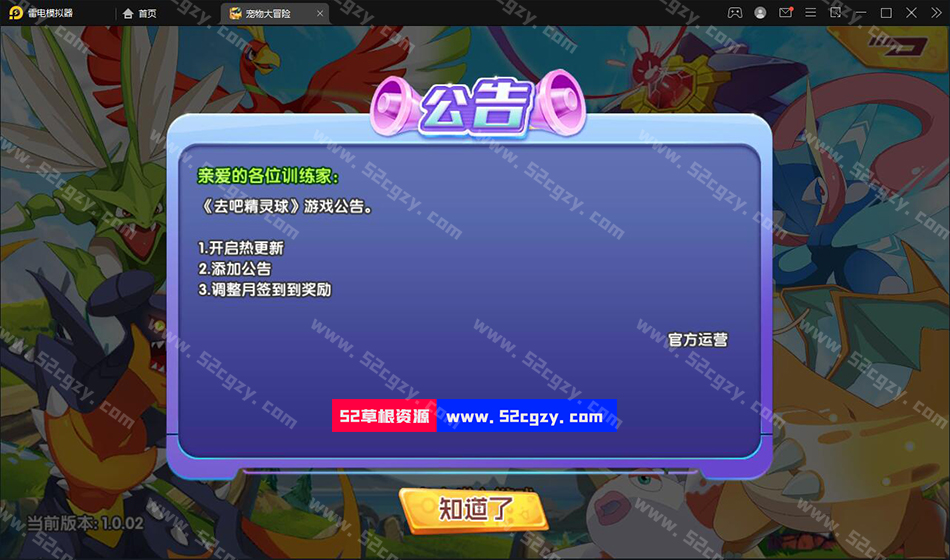 雷电模拟器
首页
宠物大冒险
公告
亲爱的各位训练家:
《去吧精灵球》游戏公告。
1.开启热更新
2.添加公告
3.调整月签到到奖励
官方运营
52草根资源 www.52cgzy.com
知道了
当前版本: 1.0.02
www.52cgzy.com